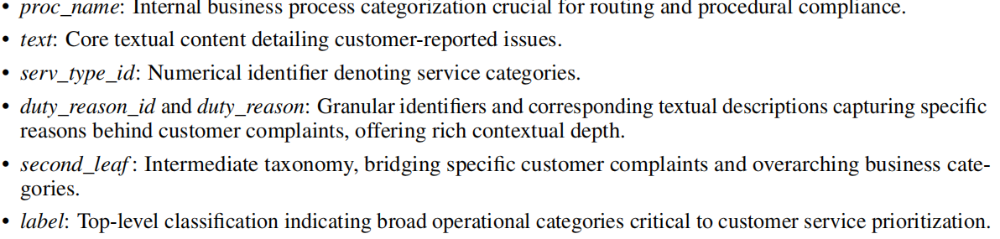 • proc_name: Internal business process categorization crucial for routing and procedural compliance.
• text: Core textual content detailing customer-reported issues.
• serv_type_id: Numerical identifier denoting service categories.
• duty_reason_id and duty_reason: Granular identifiers and corresponding textual descriptions capturing specific
reasons behind customer complaints, offering rich contextual depth.
• second_leaf: Intermediate taxonomy, bridging specific customer complaints and overarching business cate-
gories.
• label: Top-level classification indicating broad operational categories critical to customer service prioritization.